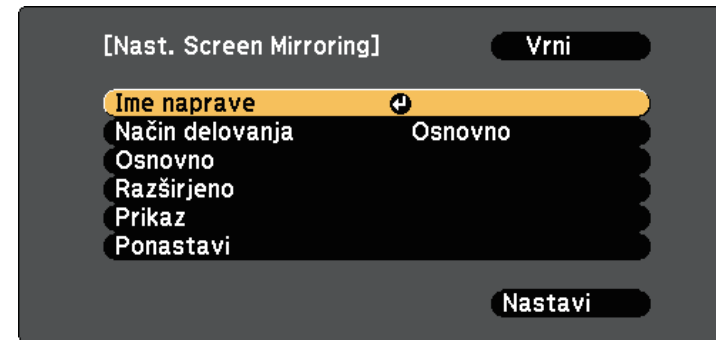 [Nast. Screen Mirroring] Vrni
Ime naprave
Način delovanja Osnovno
Osnovno
Razširjeno
Prikaz
Ponastavi
Nastavi